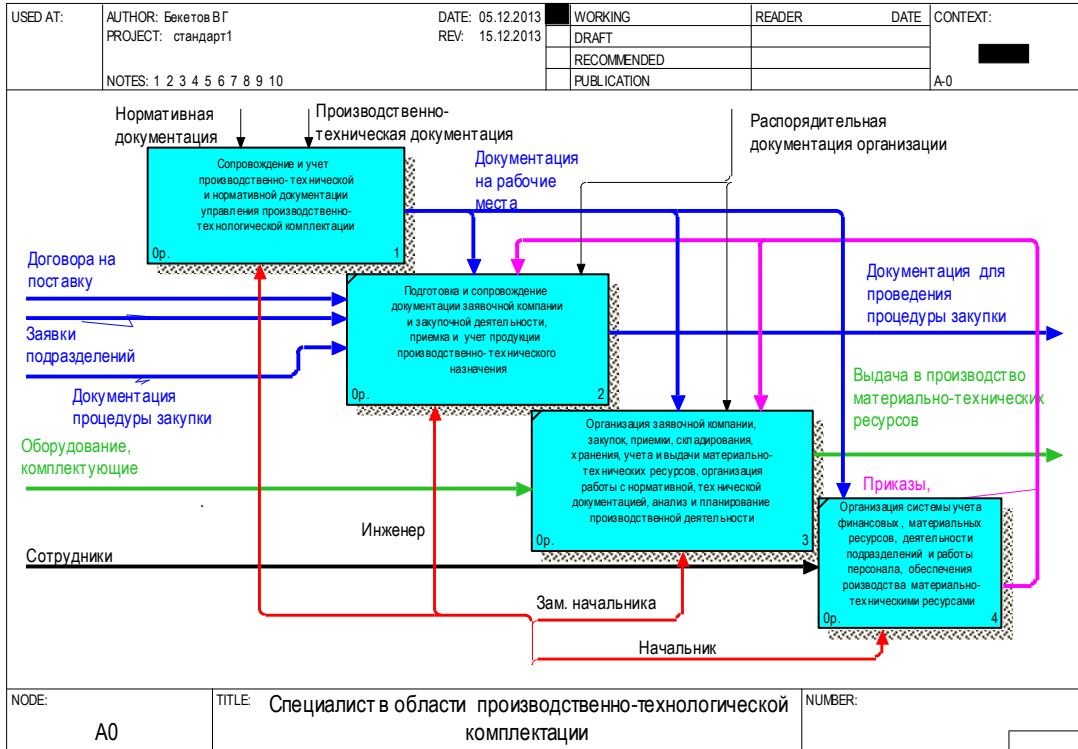 USED AT:
AUTHOR: Бекетов В Г
DATE: 05.12.2013
WORKING
READER
DATE
CONTEXT:
PROJECT: стандарт1
REV: 15.12.2013
DRAFT
RECOMMENDED
NOTES: 1 2 3 4 5 6 7 8 9 10
PUBLICATION
A-0
Нормативная
документация
Производственно-
техническая документация
Распорядительная
документация организации
Сопровождение и учет
производственно- технической
и нормативной документации
управления производственно-
технологической комплектации
0р.
1
Документация
на рабочие
места
Договора на
поставку
Заявки
подразделений
Документация
процедуры закупки
Подготовка и сопровождение
документации заявочной компании
и закупочной деятельности,
приемка и учет продукции
производственно- технического
назначения
0р.
2
Документация для
проведения
процедуры закупки
Выдача в производство
материально-технических
ресурсов
Оборудование,
комплектующие
Организация заявочной компании,
закупок, приемки, складирования,
хранения, учета и выдачи материально-
технических ресурсов, организация
работы с нормативной, технической
документацией, анализ и планирование
производственной деятельности
0р.
3
Приказы,
Инженер
Сотрудники
Организация системы учета
финансовых , материальных
ресурсов, деятельности
подразделений и работы
персонала, обеспечения
роизводства материально-
техническими ресурсами
0р.
4
Зам. начальника
Начальник
NODE:
A0
TITLE: Специалист в области производственно-технологической
комплектации
NUMBER: